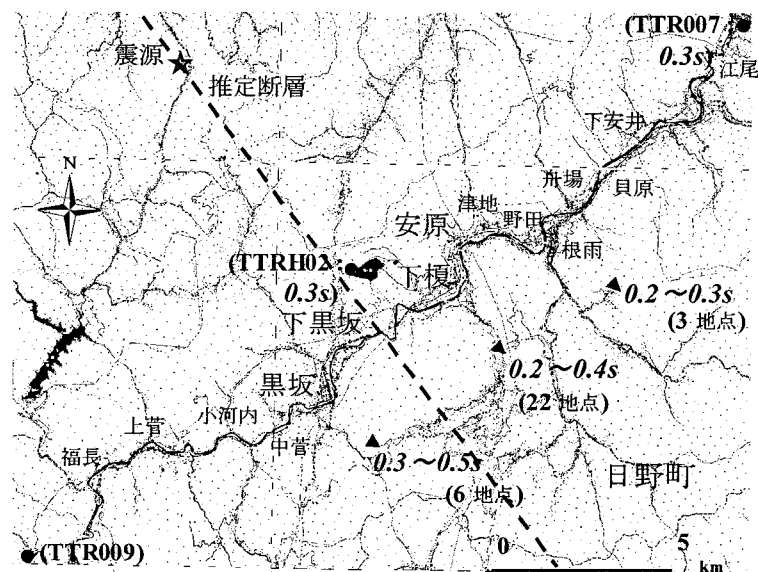 (TTR007
0.3s)
江尾
震源
推定断層
下安井
N
舟場
貝原
津地
安原
野田
根雨
(TTRH02
0.3s)
下榎
0.2～0.3s
(3 地点)
下黒坂
0.2～0.4s
(22 地点)
黒坂
小河内
上菅
中菅
福長
0.3～0.5s
(6 地点)
日野町
(TTR009)
0 5
km